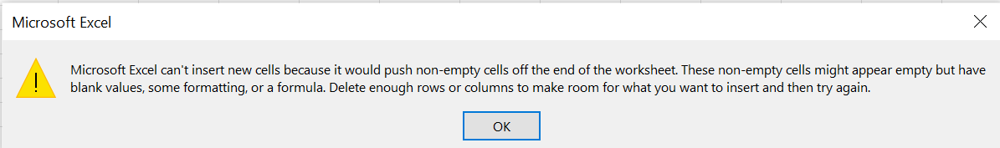 Microsoft Excel
Microsoft Excel can't insert new cells because it would push non-empty cells off the end of the worksheet. These non-empty cells might appear empty but have
blank values, some formatting, or a formula. Delete enough rows or columns to make room for what you want to insert and then try again.
OK